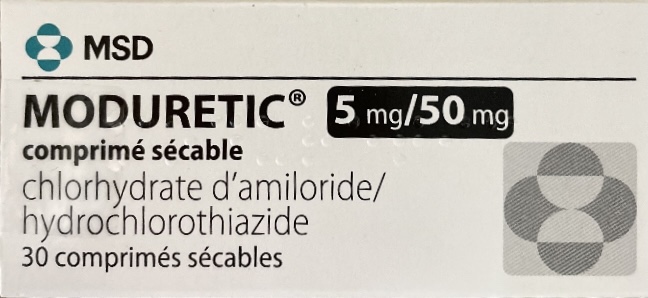 MSD
MODURETIC® 5 mg/50 mg
comprimé sécable
chlorhydrate d'amiloride/
hydrochlorothiazide
30 comprimés sécables